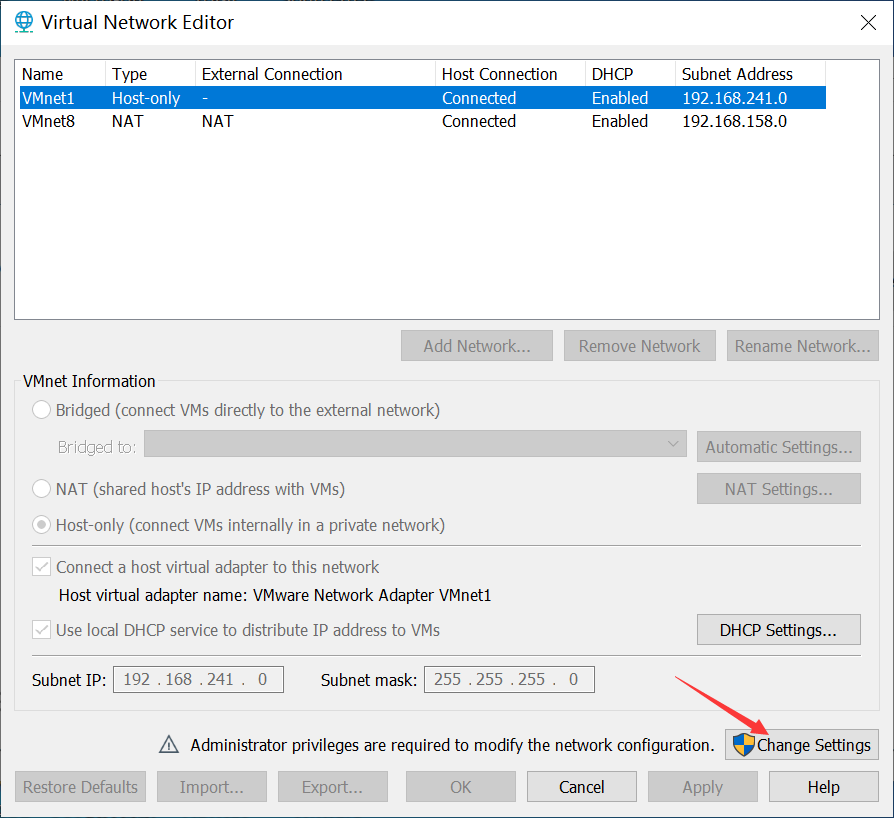 Virtual Network Editor
Name Type External Connection Host Connection DHCP Subnet Address
VMnet1 Host-only - Connected Enabled 192.168.241.0
VMnet8 NAT NAT Connected Enabled 192.168.158.0
Add Network... Remove Network Rename Network...
VMnet Information
Bridged (connect VMs directly to the external network)
Bridged to: Automatic Settings...
NAT (shared host's IP address with VMs) NAT Settings...
Host-only (connect VMs internally in a private network)
Connect a host virtual adapter to this network
Host virtual adapter name: VMware Network Adapter VMnet1
Use local DHCP service to distribute IP address to VMs DHCP Settings...
Subnet IP: 192 . 168 . 241 . 0 Subnet mask: 255 . 255 . 255 . 0
Administrator privileges are required to modify the network configuration. Change Settings
Restore Defaults Import... Export... OK Cancel Apply Help